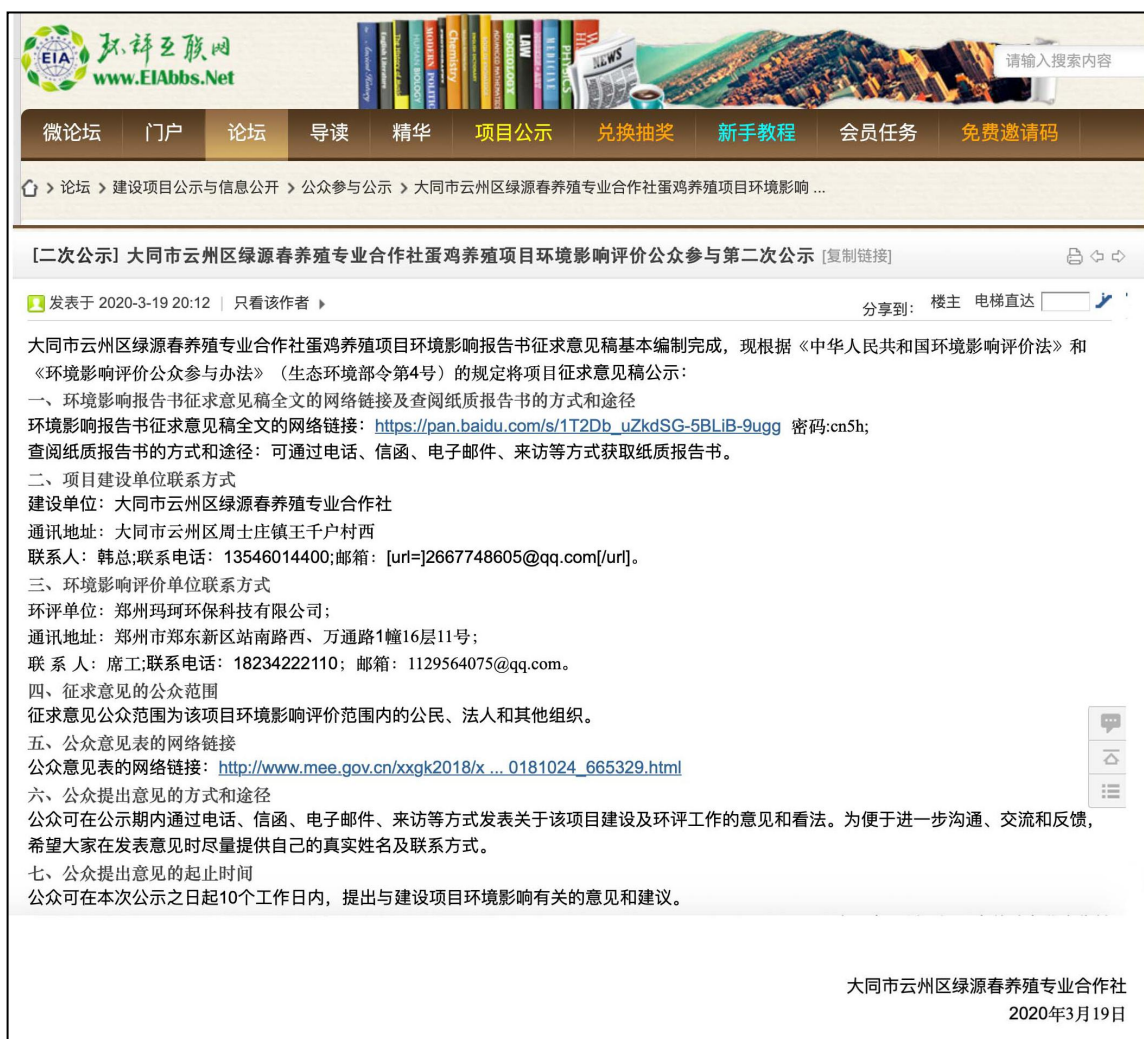 EIA 环评互联网
www.EIAbbs.Net
English Literature
MODERN POLITIC
HUMAN BIOLOGY
Chemistry
ADVANCED MATHEMATICS
SOCIOLOGY
LAW
MEDICINE
PHYSICS
NEWS
请输入搜索内容
微论坛 门户 论坛 导读 精华 项目公示 兑换抽奖 新手教程 会员任务 免费邀请码
论坛 › 建设项目公示与信息公开 › 公众参与公示 › 大同市云州区绿源春养殖专业合作社蛋鸡养殖项目环境影响 ...
[二次公示] 大同市云州区绿源春养殖专业合作社蛋鸡养殖项目环境影响评价公众参与第二次公示 [复制链接]
发表于 2020-3-19 20:12 | 只看该作者
分享到: 楼主 电梯直达
大同市云州区绿源春养殖专业合作社蛋鸡养殖项目环境影响报告书征求意见稿基本编制完成，现根据《中华人民共和国环境影响评价法》和
《环境影响评价公众参与办法》（生态环境部令第4号）的规定将项目征求意见稿公示：
一、环境影响报告书征求意见稿全文的网络链接及查阅纸质报告书的方式和途径
环境影响报告书征求意见稿全文的网络链接：https://pan.baidu.com/s/1T2Db_uZkdSG-5BLiB-9ugg 密码:cn5h;
查阅纸质报告书的方式和途径：可通过电话、信函、电子邮件、来访等方式获取纸质报告书。
二、项目建设单位联系方式
建设单位：大同市云州区绿源春养殖专业合作社
通讯地址：大同市云州区周士庄镇王千户村西
联系人：韩总;联系电话：13546014400;邮箱：[url=]2667748605@qq.com[/url]。
三、环境影响评价单位联系方式
环评单位：郑州玛珂环保科技有限公司；
通讯地址：郑州市郑东新区站南路西、万通路1幢16层11号；
联 系 人：席工;联系电话：18234222110；邮箱：1129564075@qq.com。
四、征求意见的公众范围
征求意见公众范围为该项目环境影响评价范围内的公民、法人和其他组织。
五、公众意见表的网络链接
公众意见表的网络链接：http://www.mee.gov.cn/xxgk2018/x ... 0181024_665329.html
六、公众提出意见的方式和途径
公众可在公示期内通过电话、信函、电子邮件、来访等方式发表关于该项目建设及环评工作的意见和看法。为便于进一步沟通、交流和反馈，
希望大家在发表意见时尽量提供自己的真实姓名及联系方式。
七、公众提出意见的起止时间
公众可在本次公示之日起10个工作日内，提出与建设项目环境影响有关的意见和建议。
大同市云州区绿源春养殖专业合作社
2020年3月19日